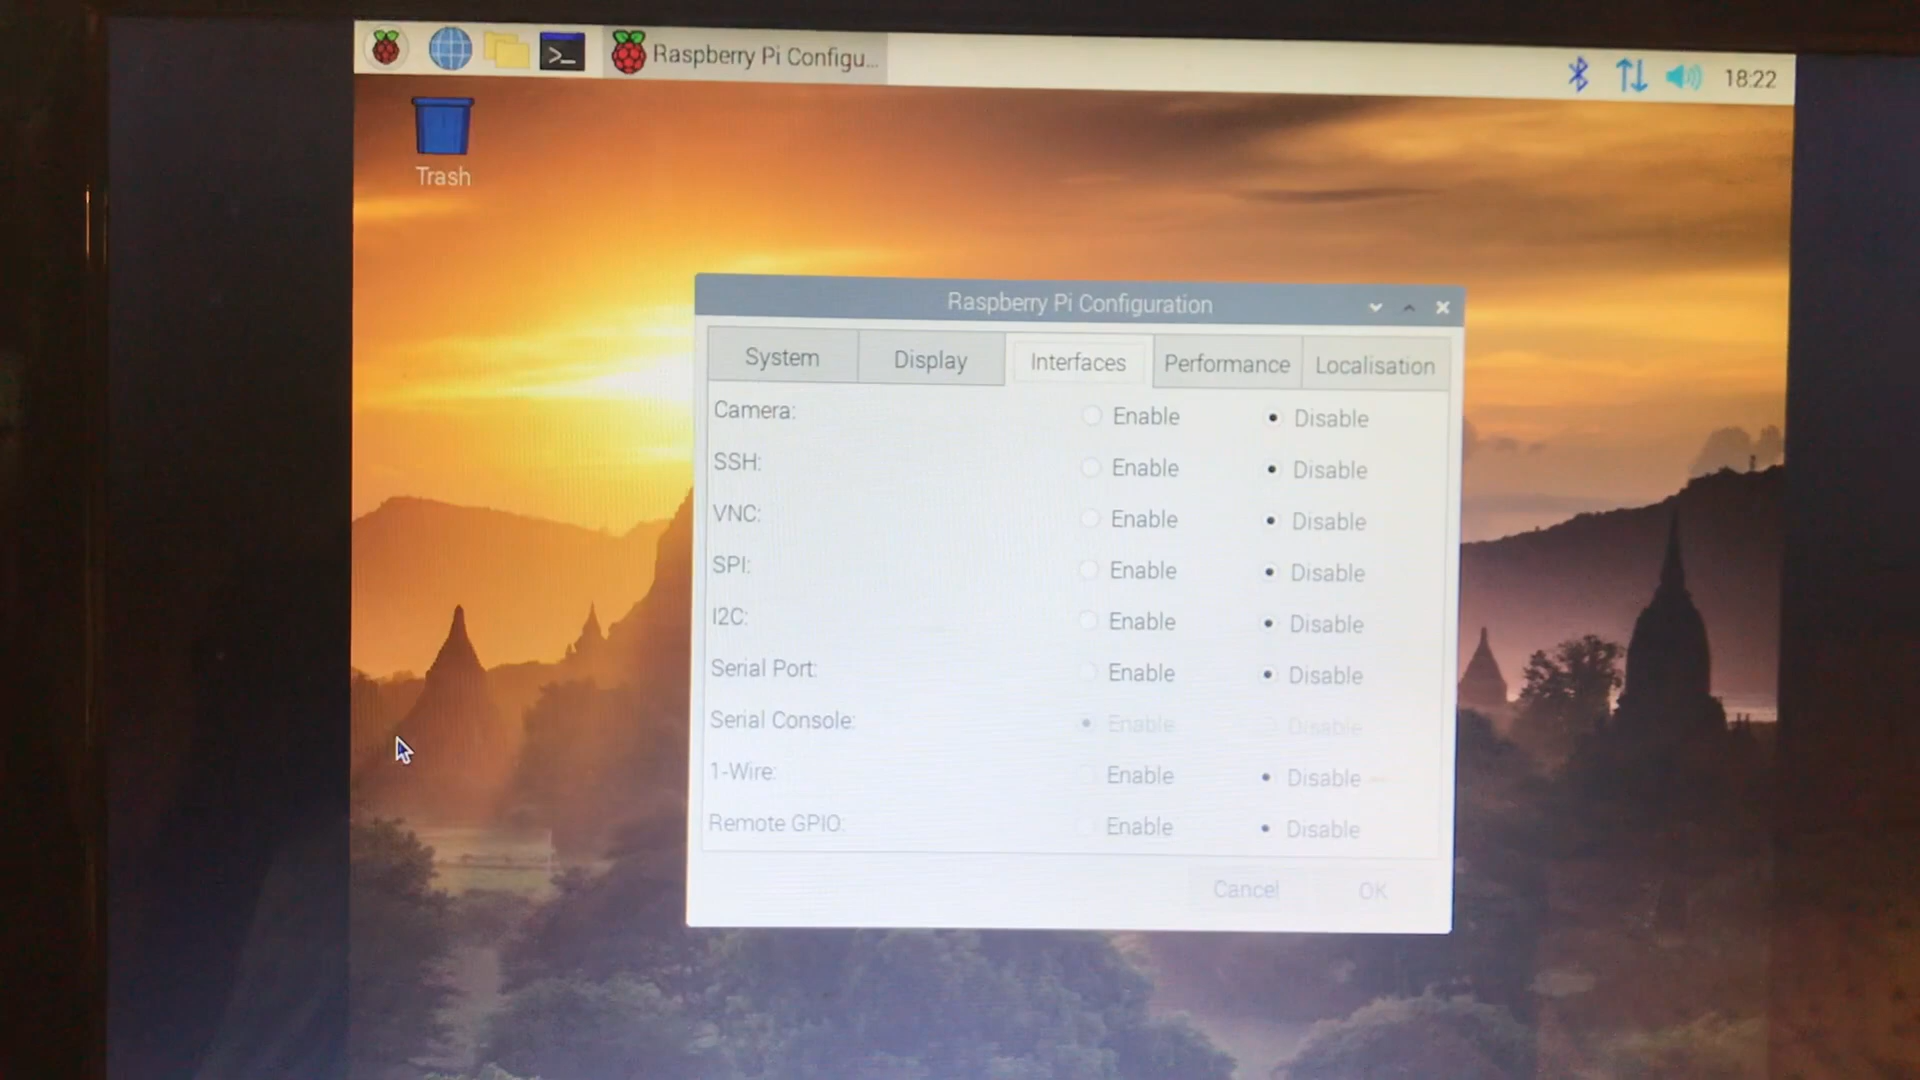 >_ Raspberry Pi Configu... 18:22
Trash
Raspberry Pi Configuration
System Display Interfaces Performance Localisation
Camera: Enable Disable
SSH: Enable Disable
VNC: Enable Disable
SPI: Enable Disable
I2C: Enable Disable
Serial Port: Enable Disable
Serial Console: Enable Disable
1-Wire: Enable Disable
Remote GPIO: Enable Disable
Cancel OK